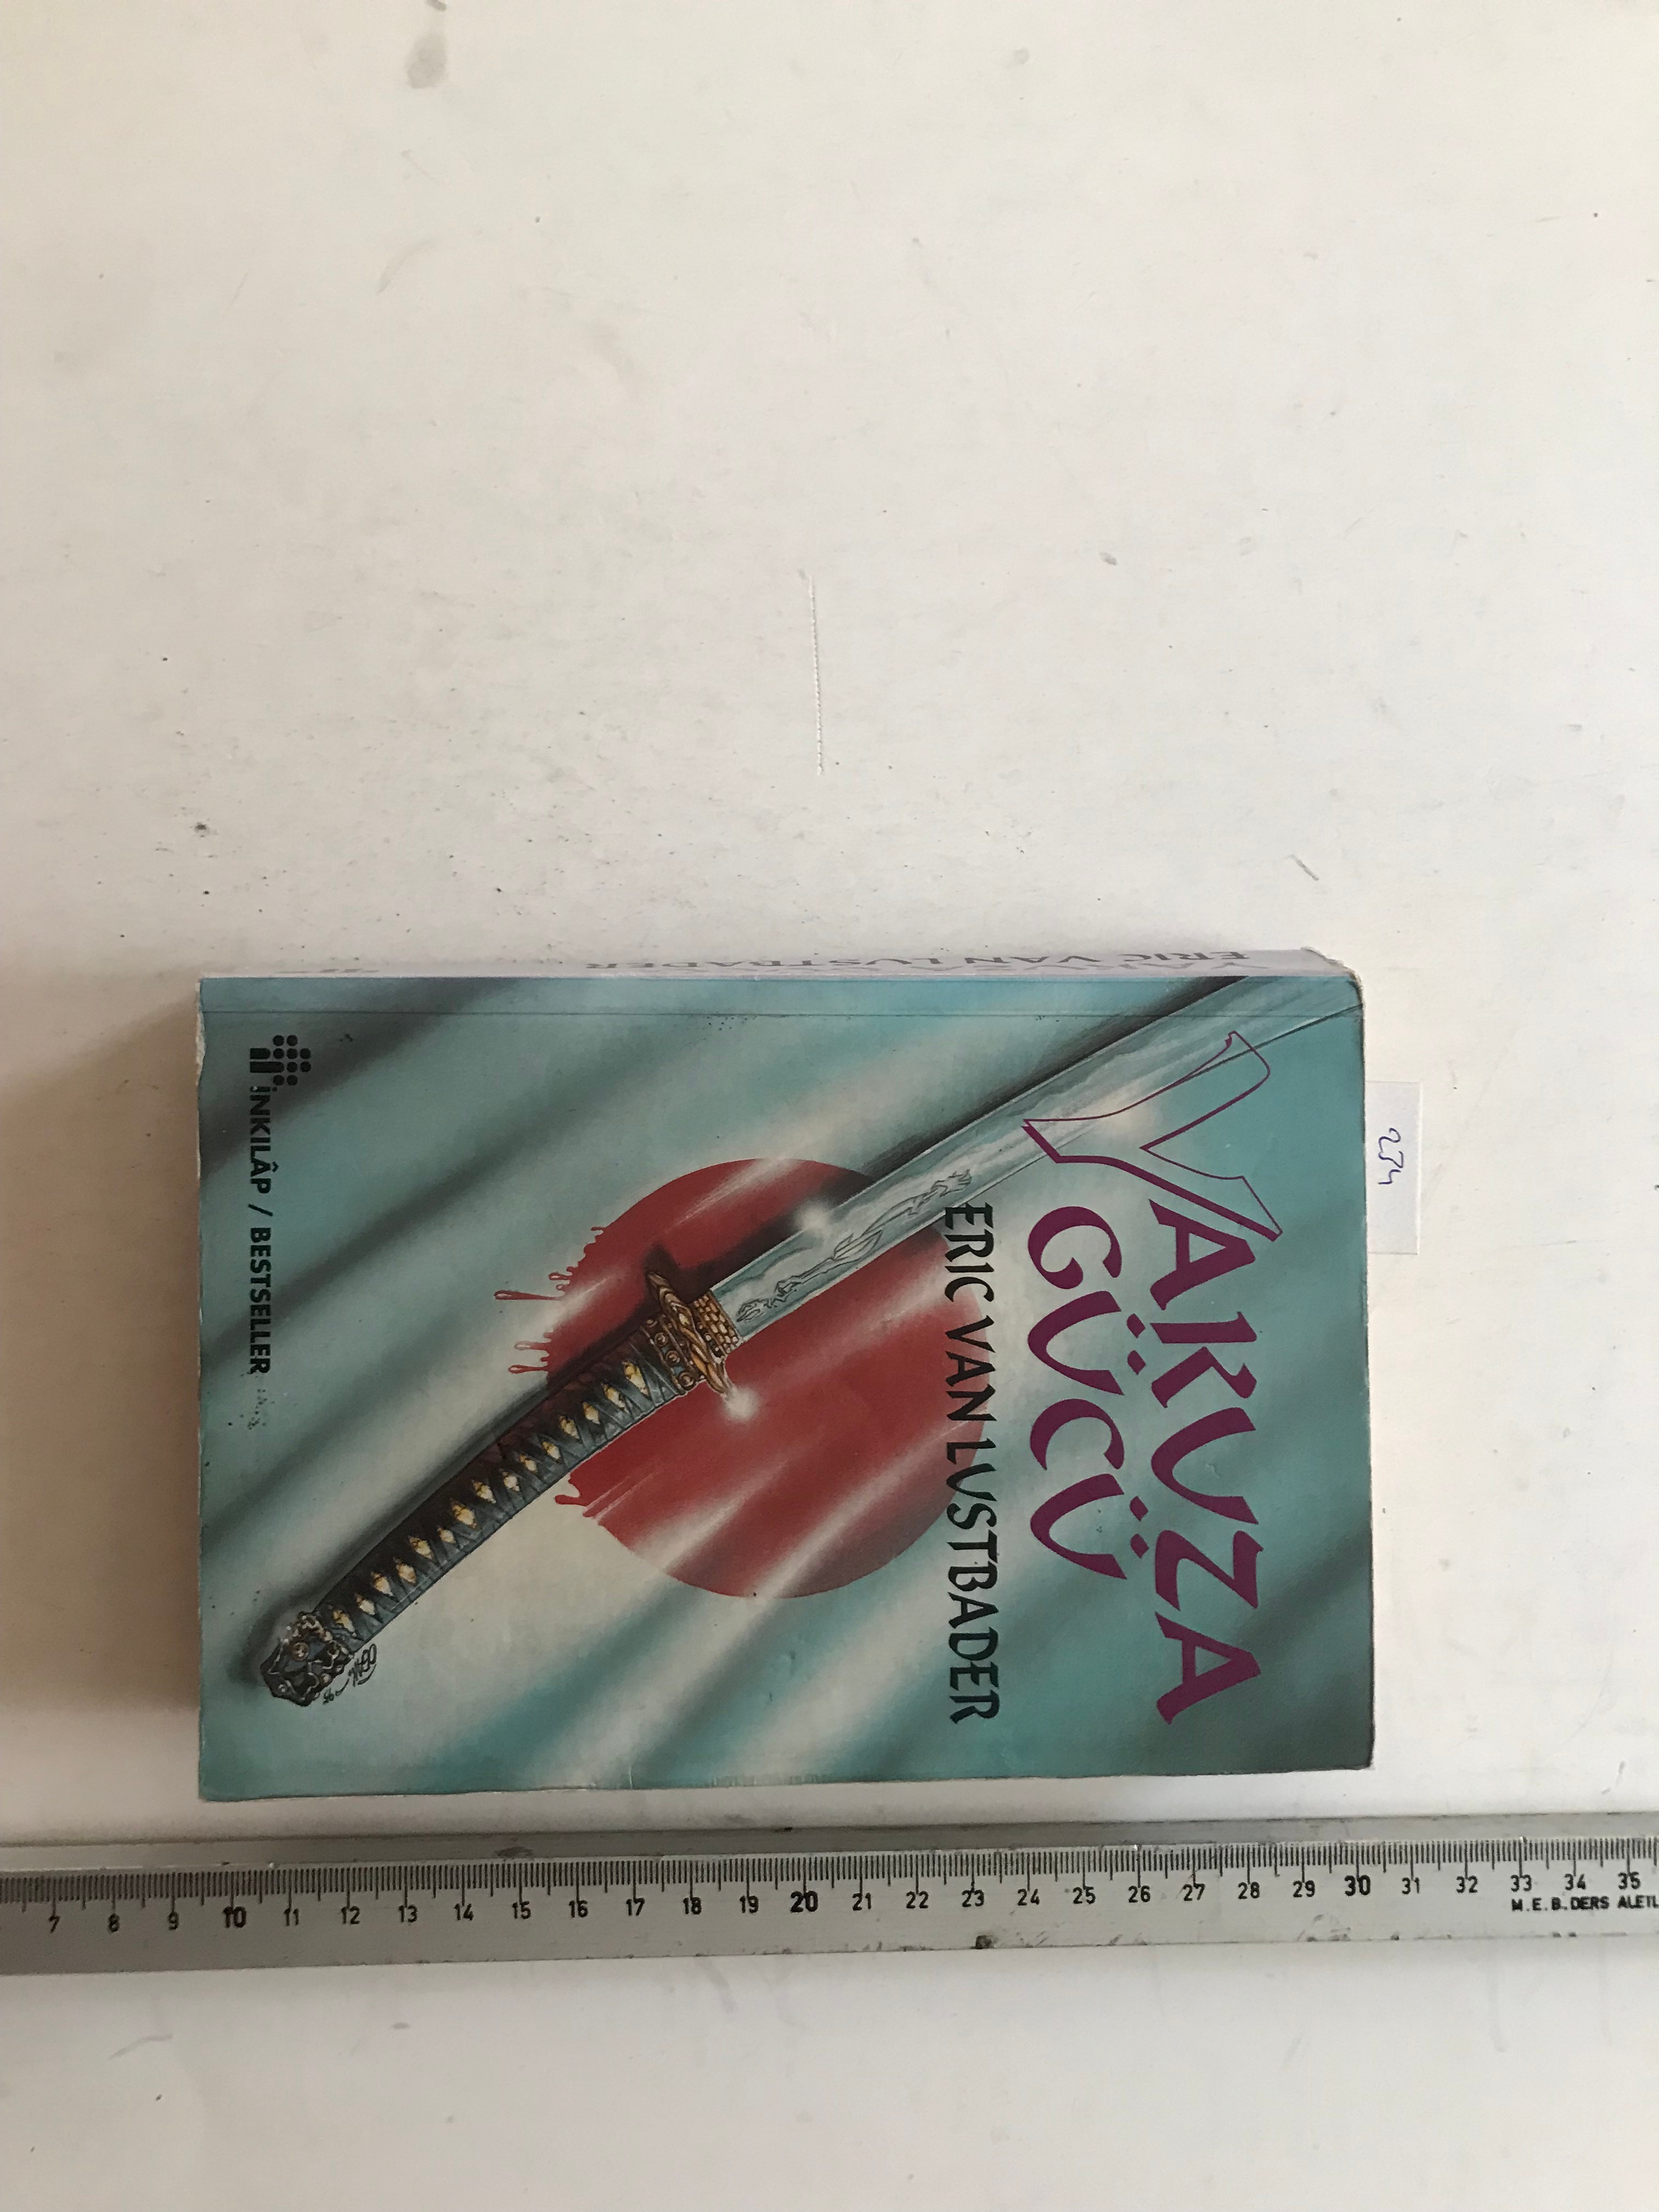 YAKUZA
GÜCÜ
ERIC VAN LUSTBADER
İNKILÂP / BESTSELLER
ERIC VAN LUSTBADER
234
7 8 9 10 11 12 13 14 15 16 17 18 19 20 21 22 23 24 25 26 27 28 29 30 31 32 33 34 35
M.E.B. DERS ALETL